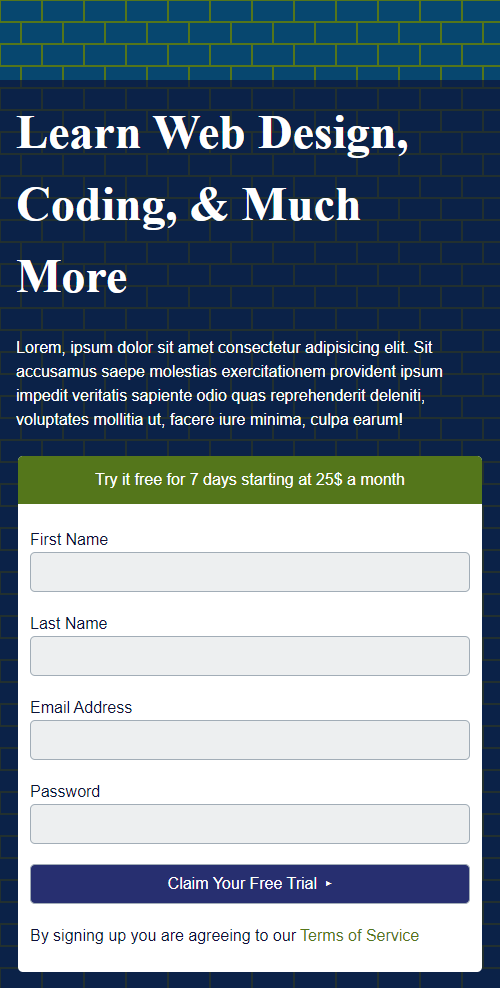 Learn Web Design,
Coding, & Much
More
Lorem, ipsum dolor sit amet consectetur adipisicing elit. Sit
accusamus saepe molestias exercitationem provident ipsum
impedit veritatis sapiente odio quas reprehenderit deleniti,
voluptates mollitia ut, facere iure minima, culpa earum!
Try it free for 7 days starting at 25$ a month
First Name
Last Name
Email Address
Password
Claim Your Free Trial ‣
By signing up you are agreeing to our Terms of Service